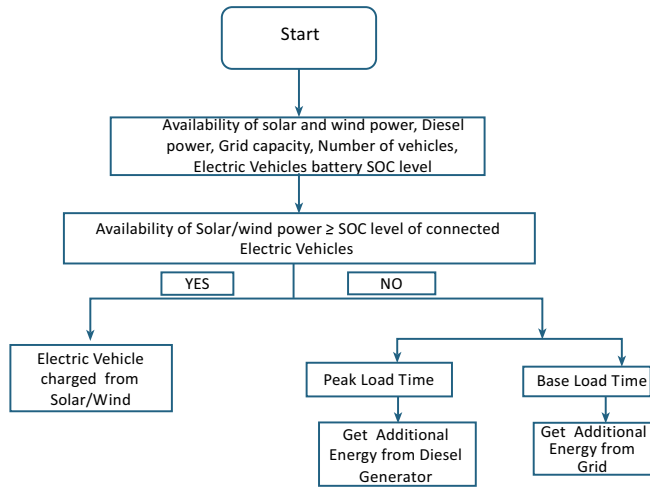 Start
Availability of solar and wind power, Diesel
power, Grid capacity, Number of vehicles,
Electric Vehicles battery SOC level
Availability of Solar/wind power ≥ SOC level of connected
Electric Vehicles
YES
NO
Electric Vehicle
charged from
Solar/Wind
Peak Load Time
Base Load Time
Get Additional
Energy from Diesel
Generator
Get Additional
Energy from
Grid